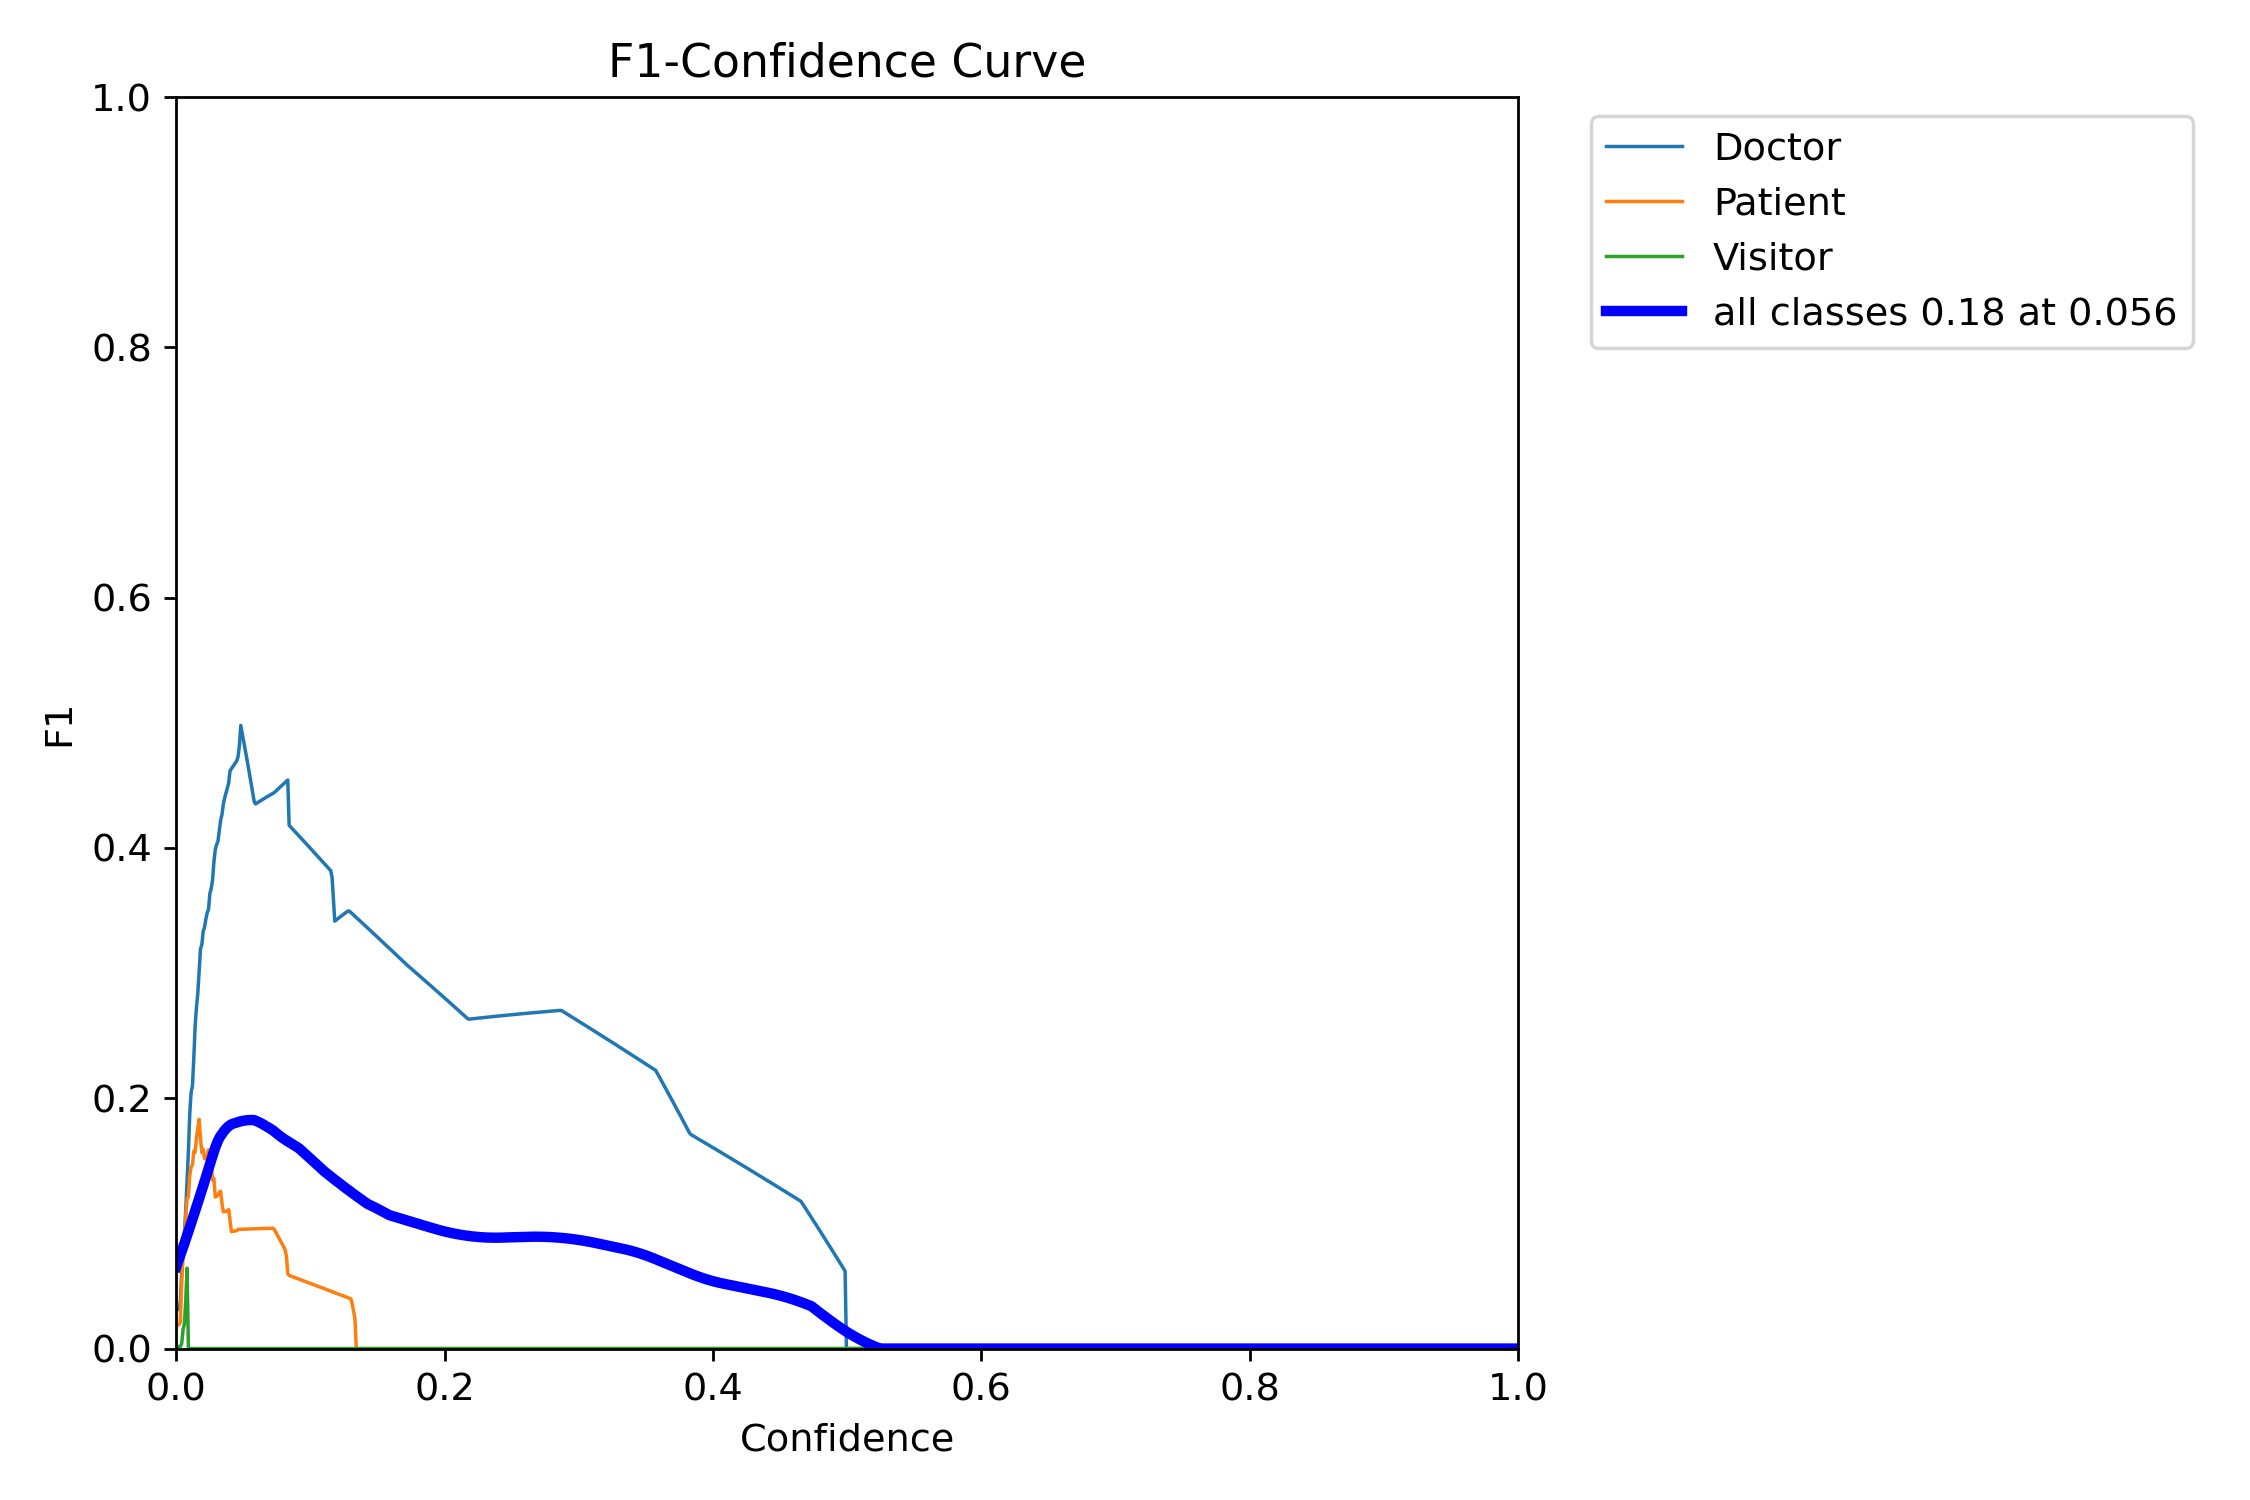 F1-Confidence Curve
1.0
0.8
0.6
0.4
0.2
0.0
F1
0.0 0.2 0.4 0.6 0.8 1.0
Confidence
Doctor
Patient
Visitor
all classes 0.18 at 0.056